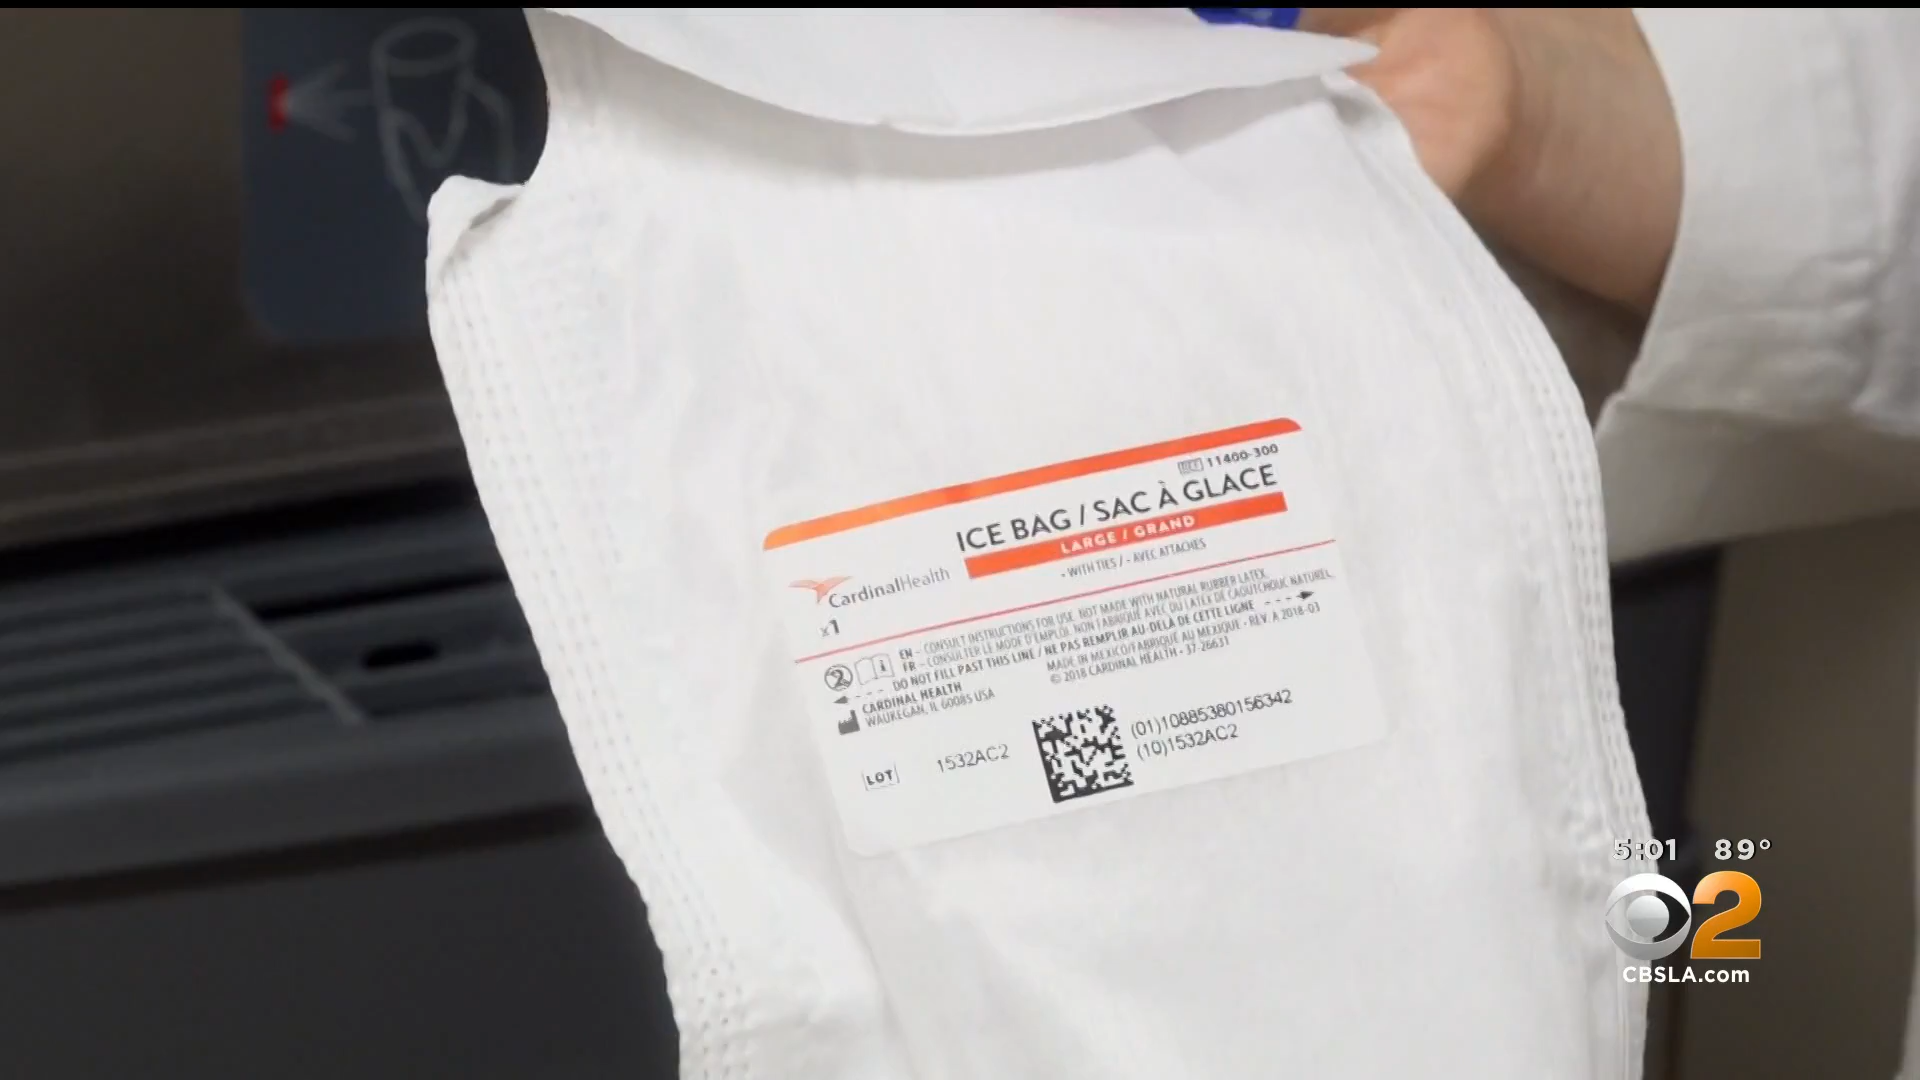 REF 11400-300
ICE BAG / SAC À GLACE
LARGE / GRAND
- WITH TIES / - AVEC ATTACHES
CardinalHealth
x1
EN – CONSULT INSTRUCTIONS FOR USE. NOT MADE WITH NATURAL RUBBER LATEX.
FR – CONSULTER LE MODE D'EMPLOI. NON FABRIQUÉ AVEC DU LATEX DE CAOUTCHOUC NATUREL.
DO NOT FILL PAST THIS LINE / NE PAS REMPLIR AU-DELÀ DE CETTE LIGNE
CARDINAL HEALTH
WAUKEGAN, IL 60085 USA
MADE IN MEXICO/FABRIQUÉ AU MEXIQUE • REV. A 2018-03
© 2018 CARDINAL HEALTH • 37-26631
2
LOT 1532AC2
(01)10885380156342
(10)1532AC2
5:01 89°
2
CBSLA.com